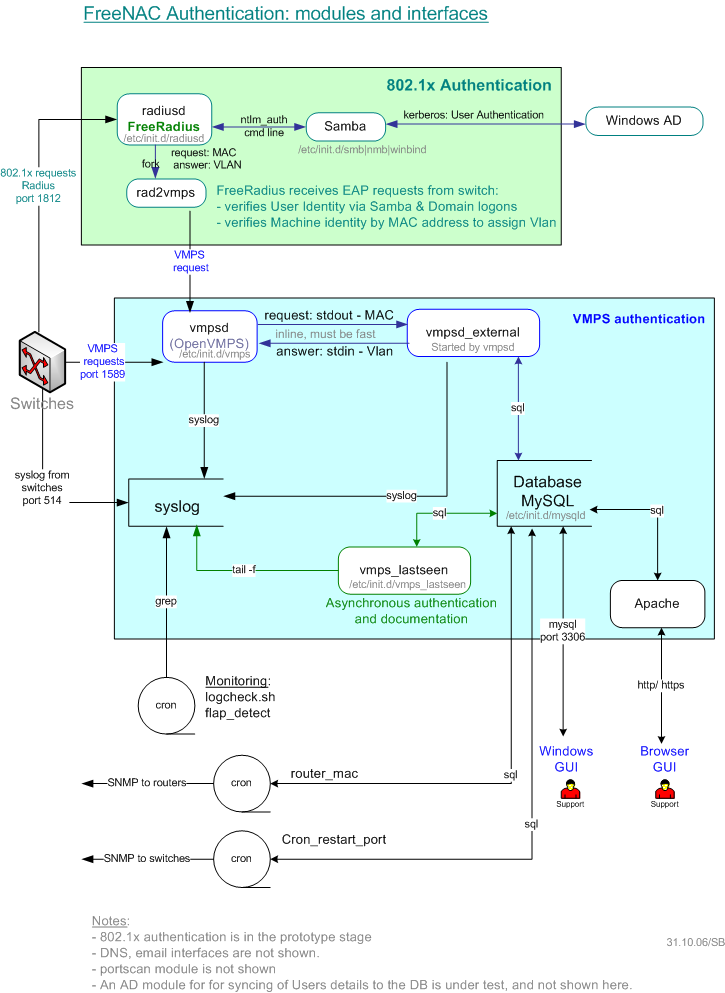 FreeNAC Authentication: modules and interfaces
802.1x Authentication
radiusd
FreeRadius
/etc/init.d/radiusd
ntlm_auth
cmd line
Samba
/etc/init.d/smb|nmb|winbind
kerberos: User Authentication
Windows AD
request: MAC
answer: VLAN
fork
rad2vmps
FreeRadius receives EAP requests from switch:
- verifies User Identity via Samba & Domain logons
- verifies Machine identity by MAC address to assign Vlan
802.1x requests
Radius
port 1812
VMPS
request
VMPS authentication
vmpsd
(OpenVMPS)
/etc/init.d/vmps
request: stdout - MAC
inline, must be fast
answer: stdin - Vlan
vmpsd_external
Started by vmpsd
VMPS
requests
port 1589
Switches
syslog
sql
syslog from
switches
port 514
syslog
syslog
Database
MySQL
/etc/init.d/mysqld
sql
sql
tail -f
vmps_lastseen
/etc/init.d/vmps_lastseen
Asynchronous authentication
and documentation
Apache
grep
mysql
port 3306
cron
Monitoring:
logcheck.sh
flap_detect
http/ https
Windows
GUI
Support
Browser
GUI
Support
SNMP to routers
cron
router_mac
sql
sql
SNMP to switches
cron
Cron_restart_port
Notes:
- 802.1x authentication is in the prototype stage
- DNS, email interfaces are not shown.
- portscan module is not shown
- An AD module for for syncing of Users details to the DB is under test, and not shown here.
31.10.06/SB